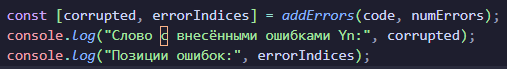 const [corrupted, errorIndices] = addErrors(code, numErrors);
console.log("Слово с внесёнными ошибками Yn:", corrupted);
console.log("Позиции ошибок:", errorIndices);